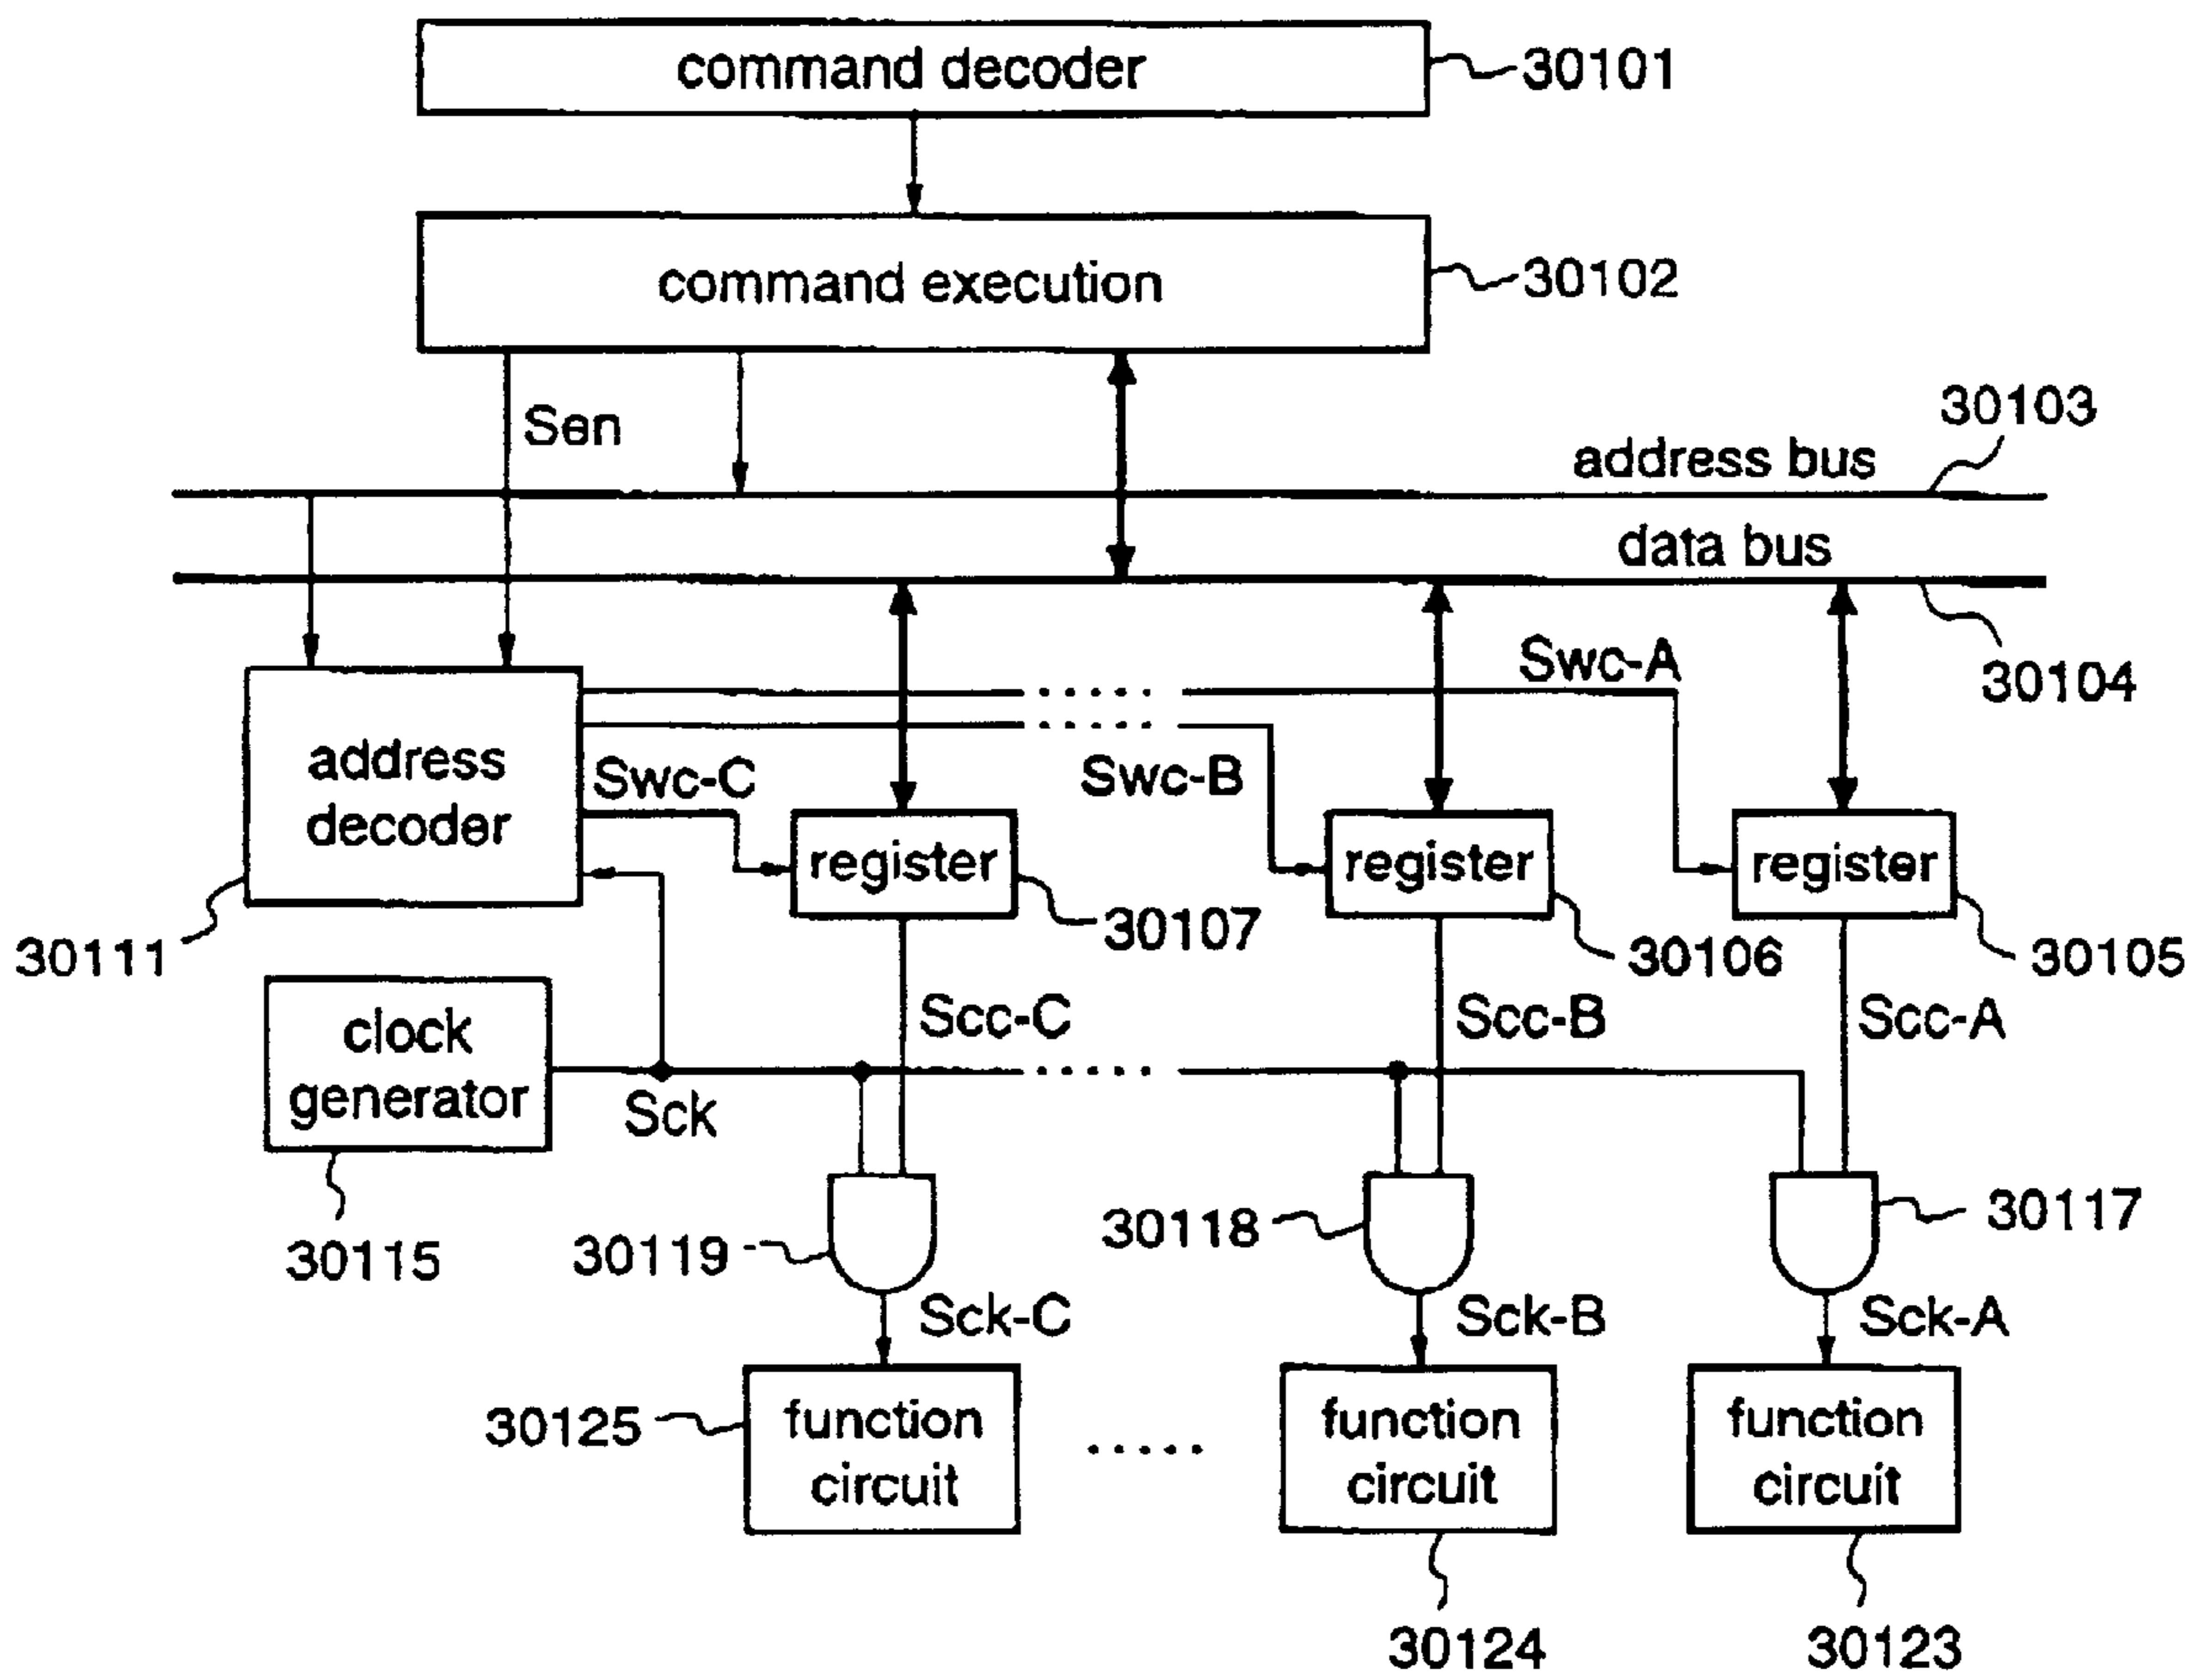 command decoder
30101
command execution
30102
Sen
30103
address bus
data bus
Swc-A
30104
address
decoder
Swc-C
Swc-B
register
register
register
30111
30107
30106
30105
clock
generator
Scc-C
Scc-B
Scc-A
Sck
30115
30119
30118
30117
Sck-C
Sck-B
Sck-A
30125
function
circuit
function
circuit
function
circuit
30124
30123